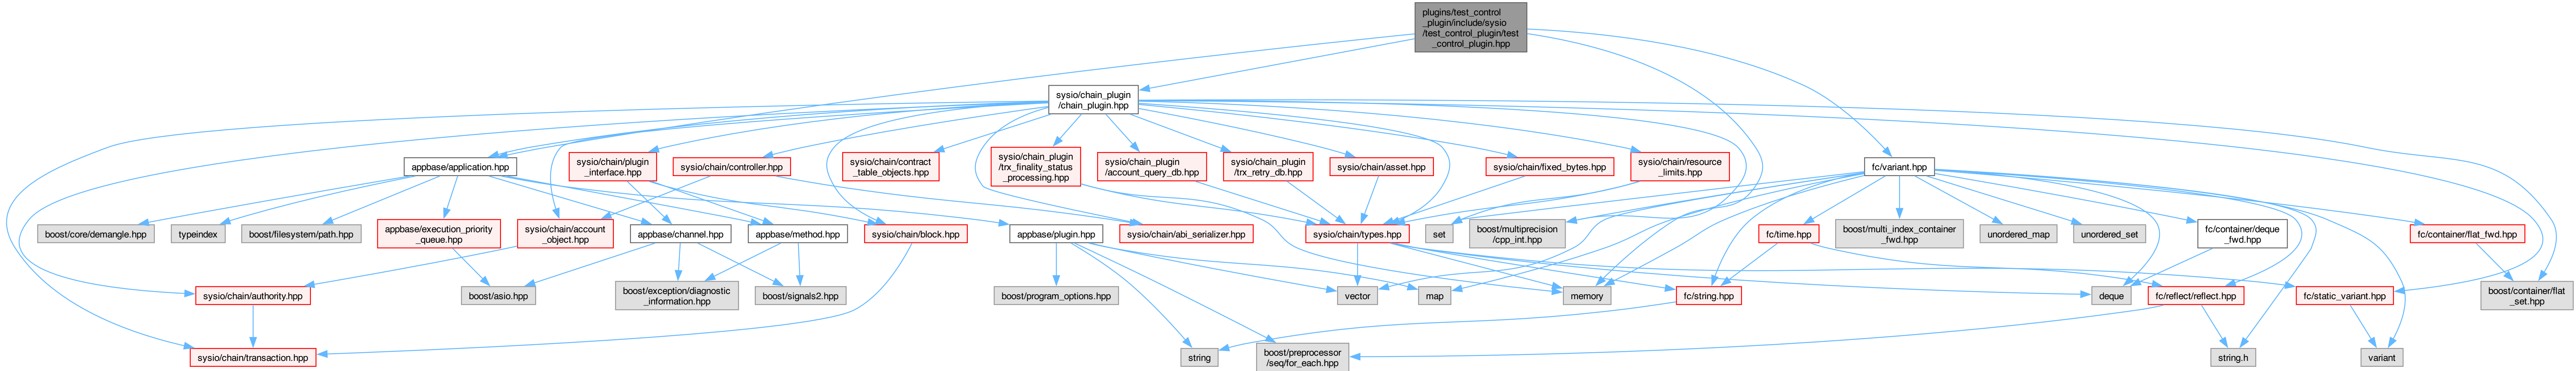 plugins/test_control
_plugin/include/sysio
/test_control_plugin/test
_control_plugin.hpp
sysio/chain_plugin
/chain_plugin.hpp
appbase/application.hpp
sysio/chain/plugin
_interface.hpp
sysio/chain/controller.hpp
sysio/chain/contract
_table_objects.hpp
sysio/chain_plugin
/trx_finality_status
_processing.hpp
sysio/chain_plugin
/account_query_db.hpp
sysio/chain_plugin
/trx_retry_db.hpp
sysio/chain/asset.hpp
sysio/chain/fixed_bytes.hpp
sysio/chain/resource
_limits.hpp
fc/variant.hpp
boost/core/demangle.hpp
typeindex
boost/filesystem/path.hpp
appbase/execution_priority
_queue.hpp
sysio/chain/account
_object.hpp
appbase/channel.hpp
appbase/method.hpp
sysio/chain/block.hpp
appbase/plugin.hpp
sysio/chain/abi_serializer.hpp
sysio/chain/types.hpp
set
boost/multiprecision
/cpp_int.hpp
fc/time.hpp
boost/multi_index_container
_fwd.hpp
unordered_map
unordered_set
fc/container/deque
_fwd.hpp
fc/container/flat_fwd.hpp
sysio/chain/authority.hpp
boost/asio.hpp
boost/exception/diagnostic
_information.hpp
boost/signals2.hpp
boost/program_options.hpp
vector
map
memory
fc/string.hpp
deque
fc/reflect/reflect.hpp
fc/static_variant.hpp
boost/container/flat
_set.hpp
sysio/chain/transaction.hpp
string
boost/preprocessor
/seq/for_each.hpp
string.h
variant